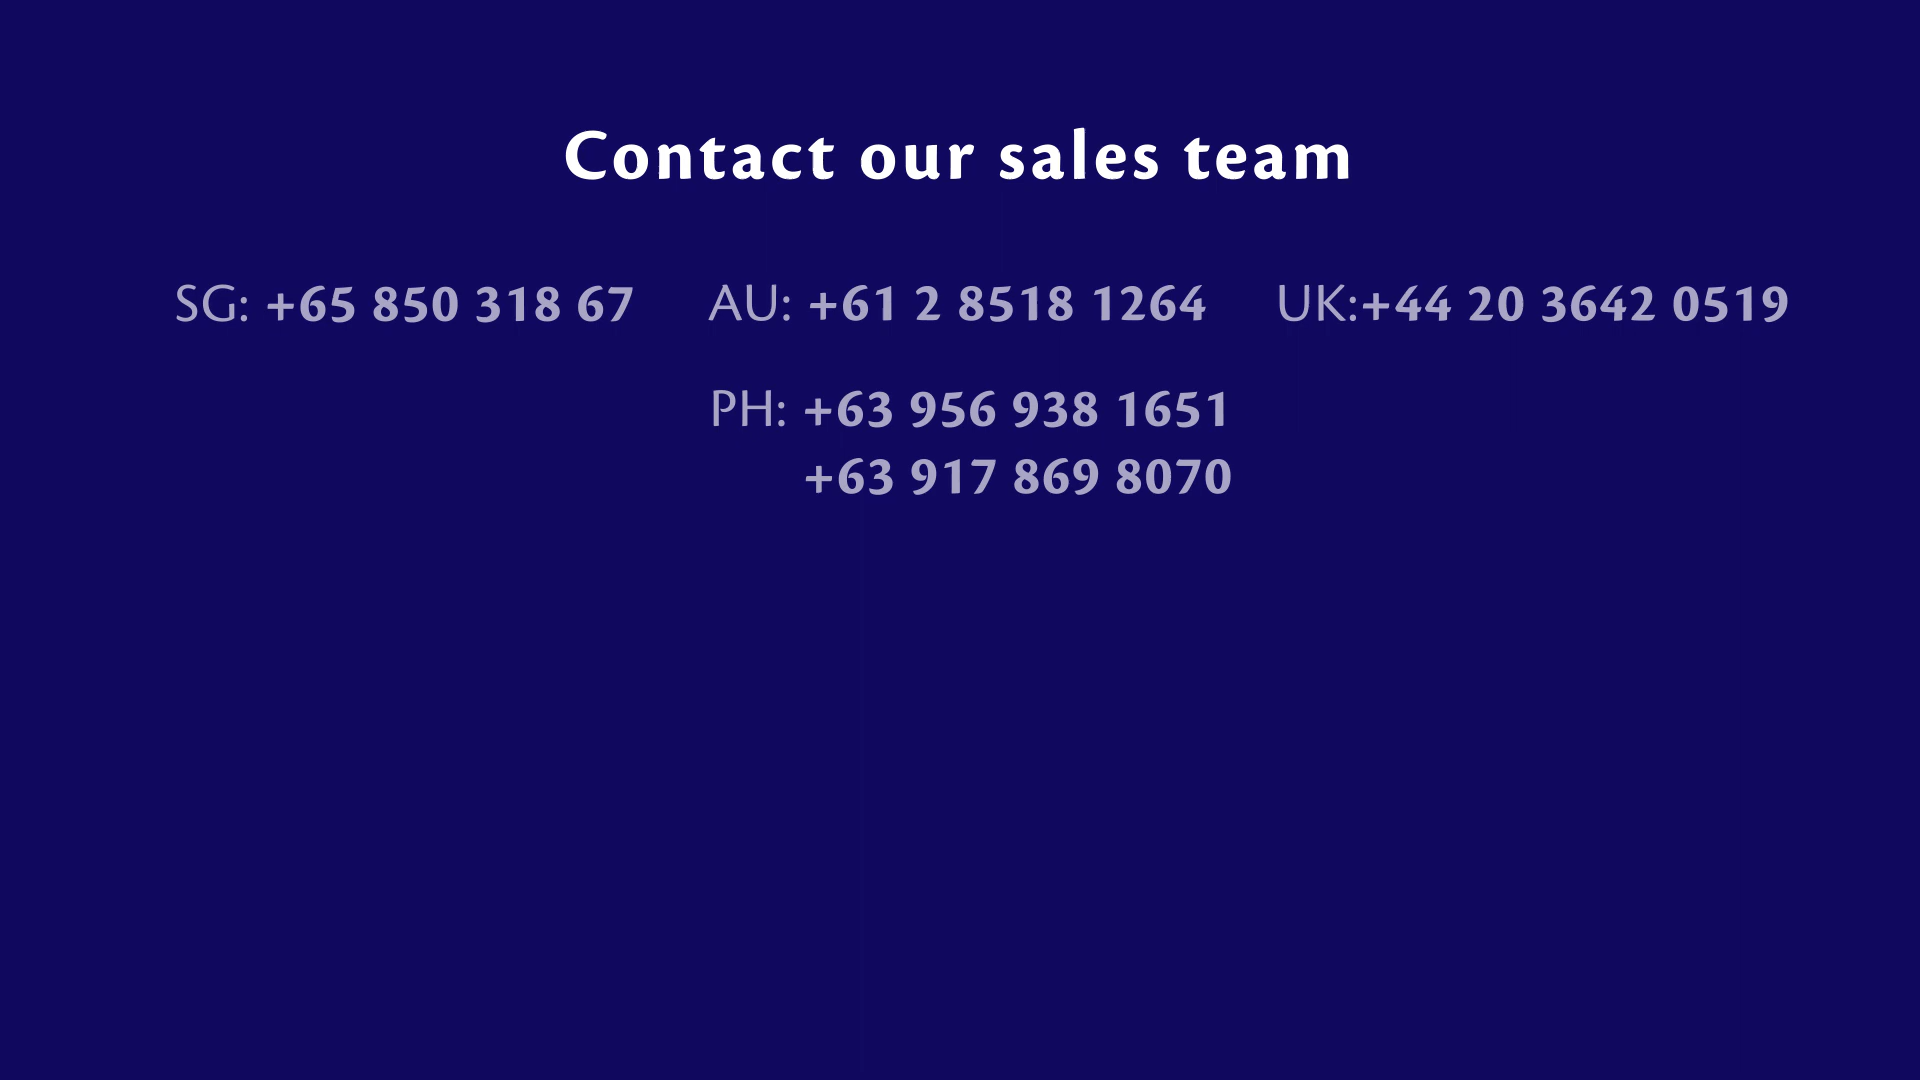 Contact our sales team
SG: +65 850 318 67 AU: +61 2 8518 1264 UK:+44 20 3642 0519
PH: +63 956 938 1651
+63 917 869 8070